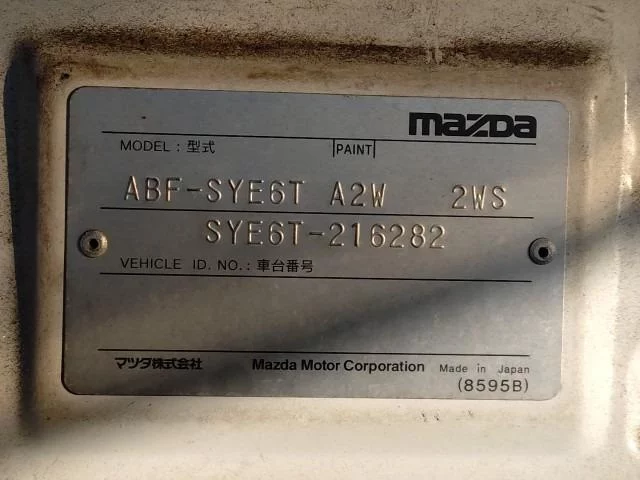 mazda
MODEL : 型式 PAINT
ABF-SYE6T A2W 2WS
SYE6T-216282
VEHICLE ID. NO. : 車台番号
マツダ株式会社 Mazda Motor Corporation Made in Japan
(8595B)